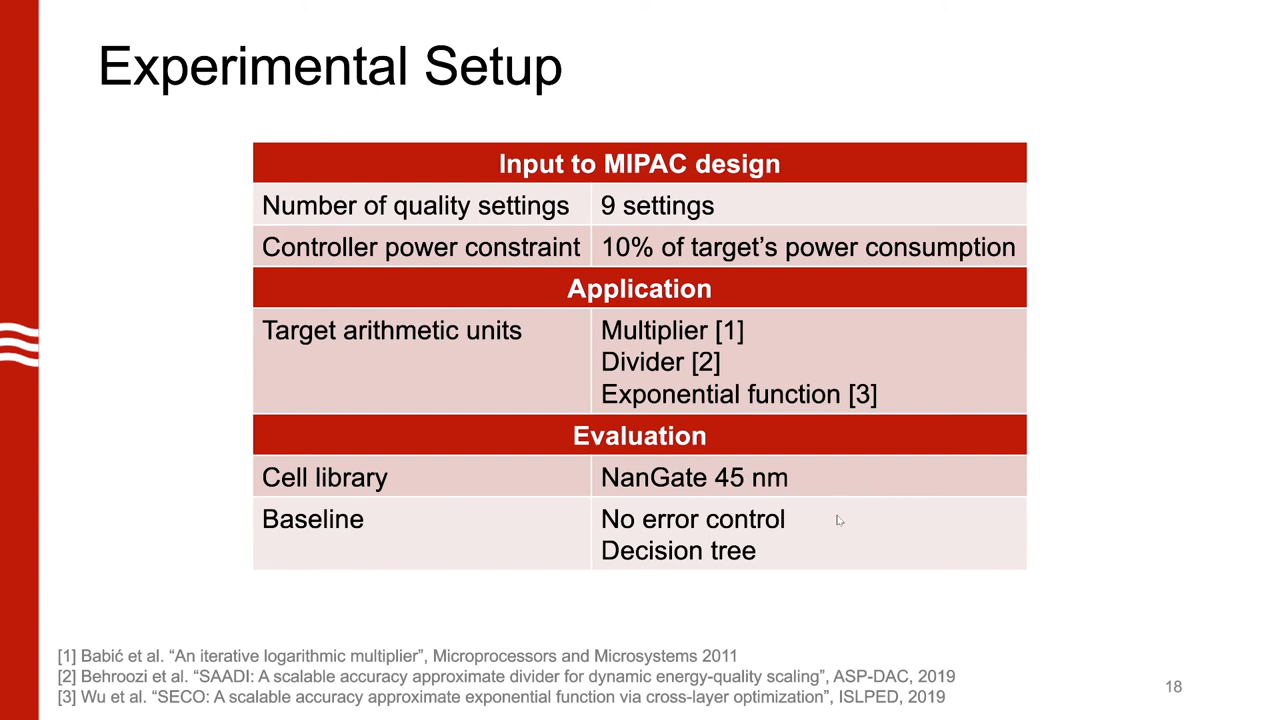 Experimental Setup
Input to MIPAC design
Number of quality settings 9 settings
Controller power constraint 10% of target's power consumption
Application
Target arithmetic units Multiplier [1]
Divider [2]
Exponential function [3]
Evaluation
Cell library NanGate 45 nm
Baseline No error control
Decision tree
[1] Babić et al. “An iterative logarithmic multiplier”, Microprocessors and Microsystems 2011
[2] Behroozi et al. “SAADI: A scalable accuracy approximate divider for dynamic energy-quality scaling”, ASP-DAC, 2019
[3] Wu et al. “SECO: A scalable accuracy approximate exponential function via cross-layer optimization”, ISLPED, 2019
18